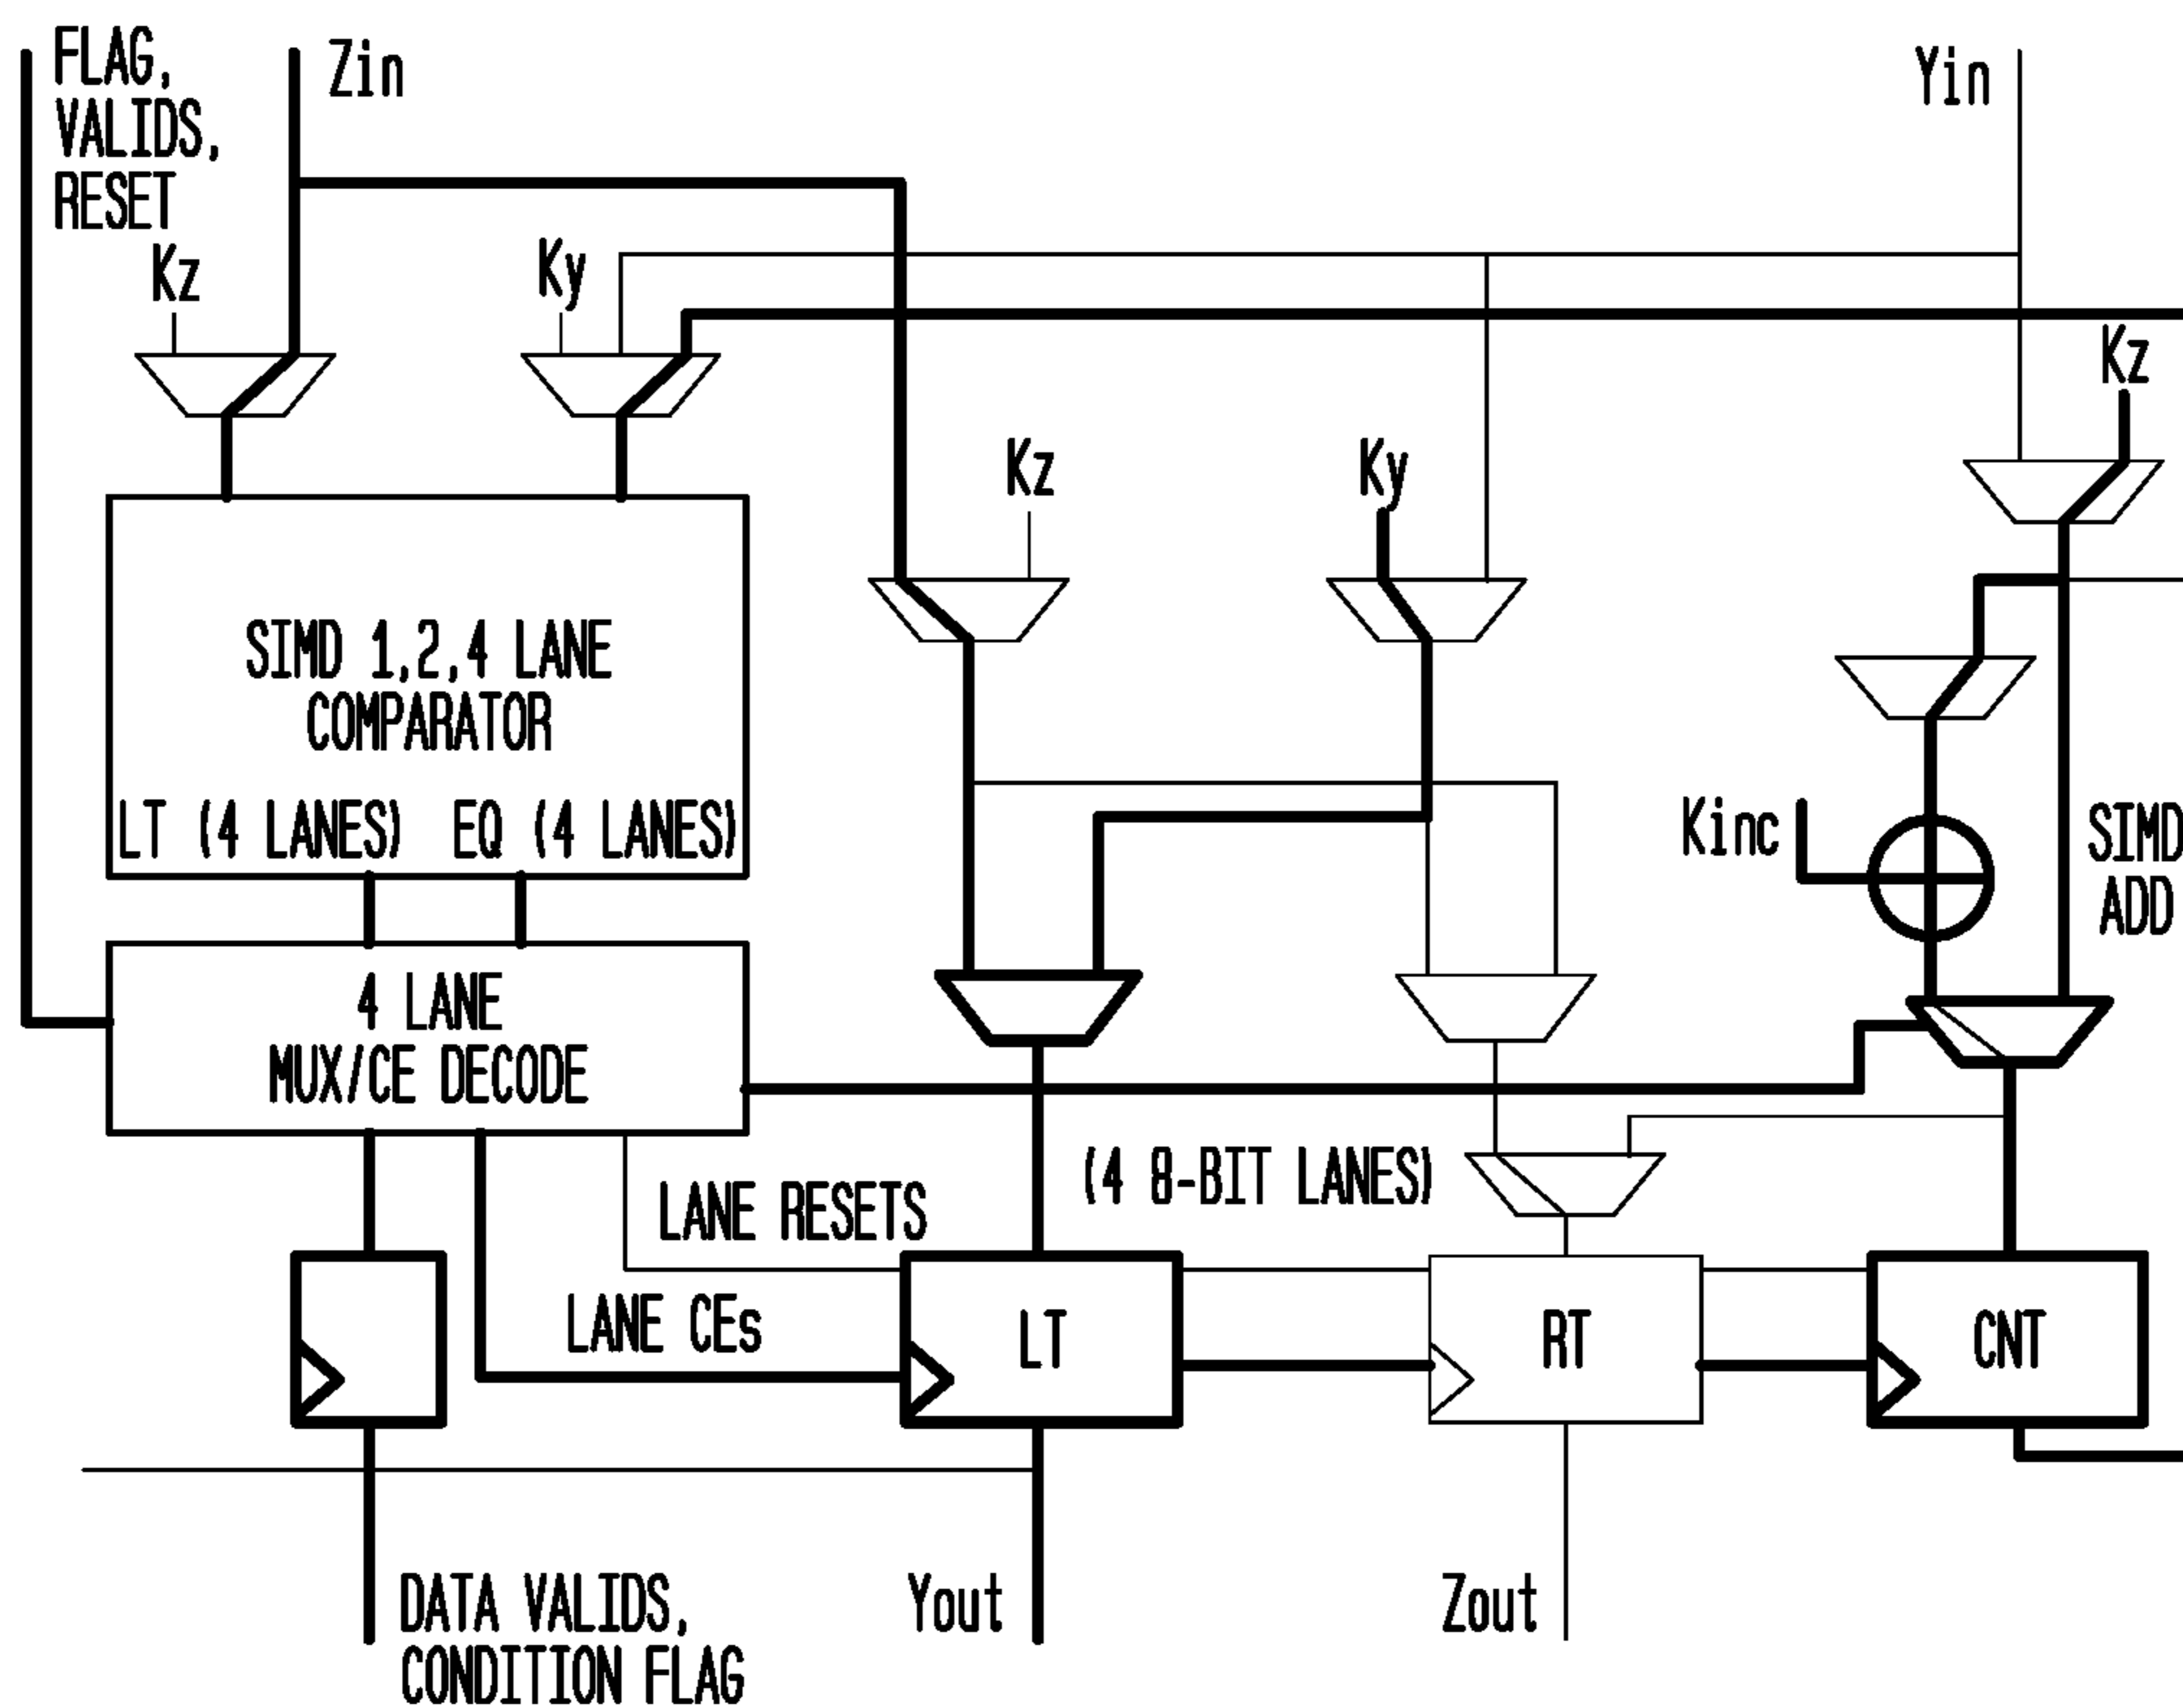 FLAG,
VALIDS,
RESET
Zin
Yin
Kz
Ky
Kz
Kz
Ky
SIMD 1,2,4 LANE
COMPARATOR
LT (4 LANES) EQ (4 LANES)
Kinc
SIMD
ADD
4 LANE
MUX/CE DECODE
(4 8-BIT LANES)
LANE RESETS
LANE CEs
LT
RT
CNT
DATA VALIDS,
CONDITION FLAG
Yout
Zout